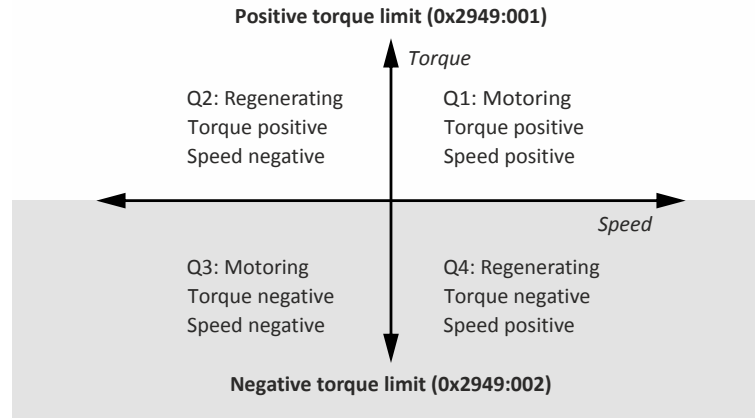 Positive torque limit (0x2949:001)
Torque
Q2: Regenerating
Torque positive
Speed negative
Q1: Motoring
Torque positive
Speed positive
Speed
Q3: Motoring
Torque negative
Speed negative
Q4: Regenerating
Torque negative
Speed positive
Negative torque limit (0x2949:002)